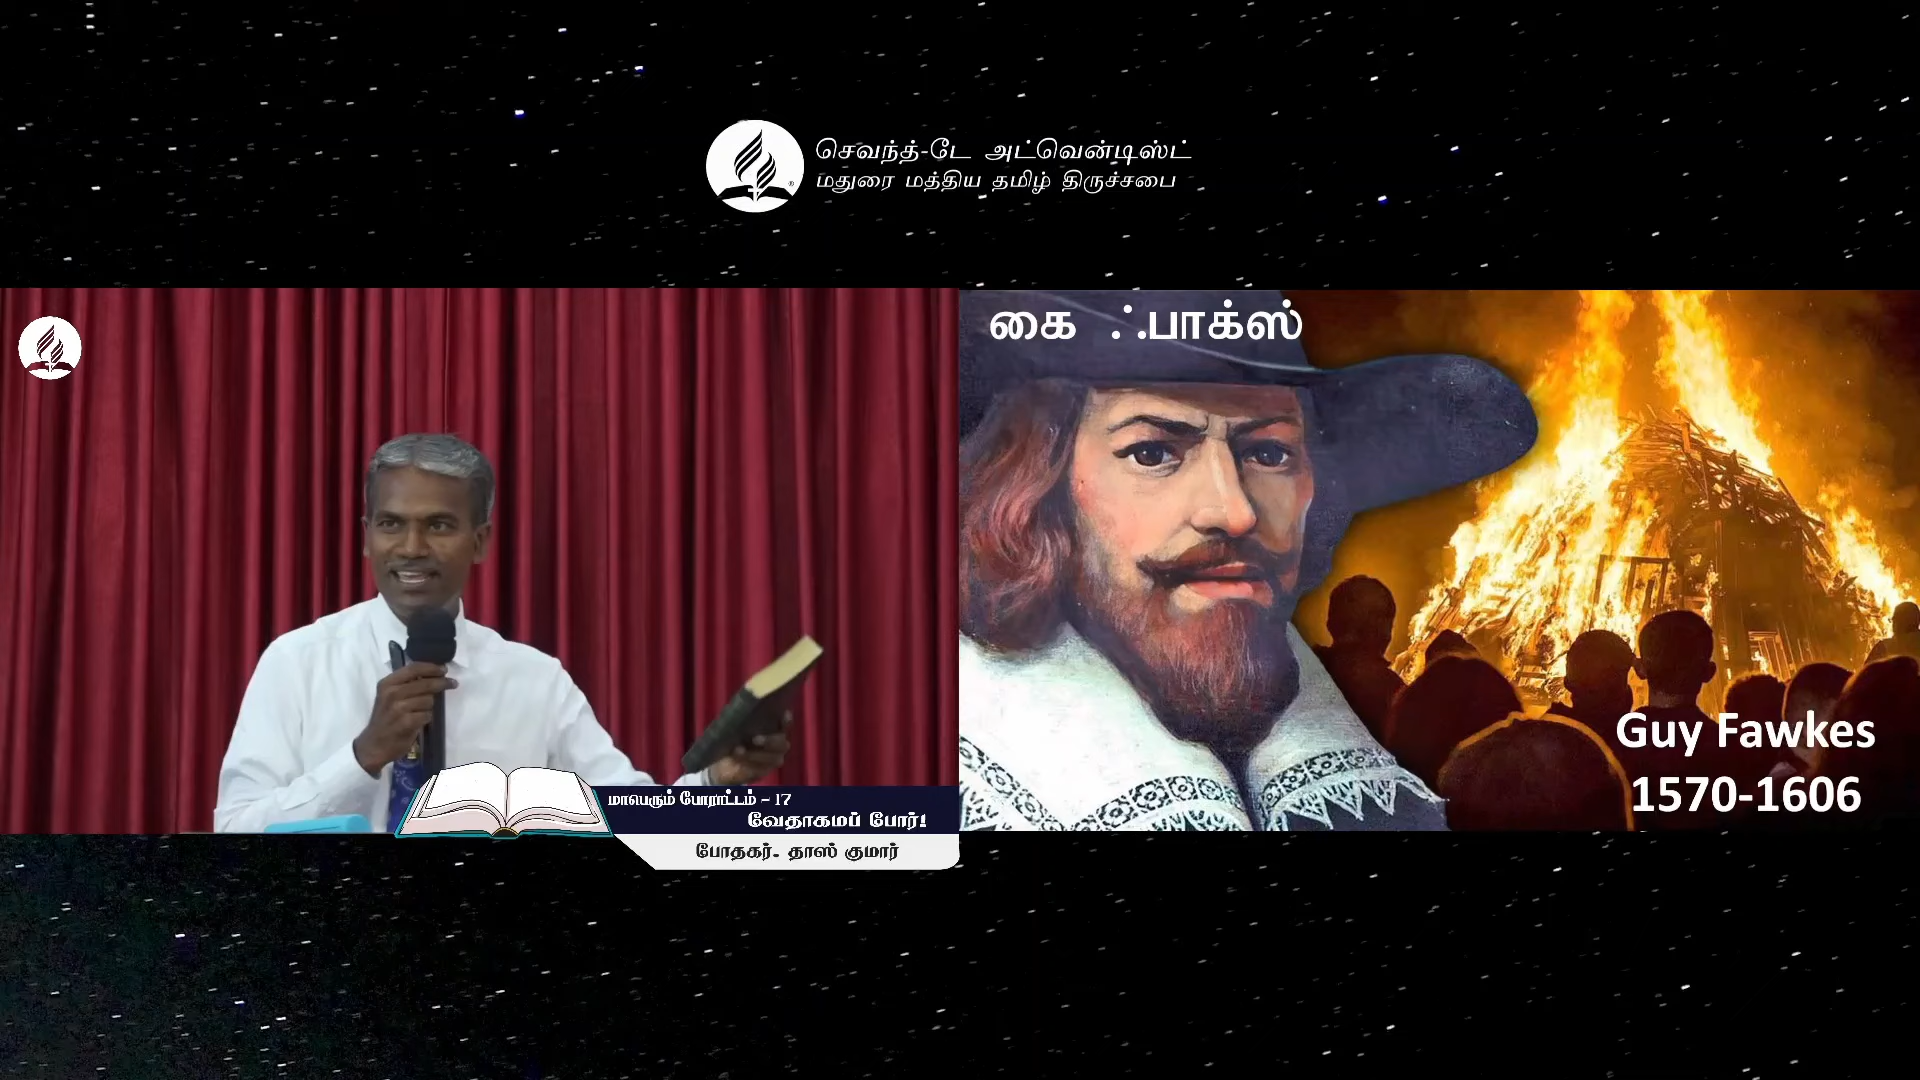 செவந்த்-டே அட்வென்டிஸ்ட்
மதுரை மத்திய தமிழ் திருச்சபை
கை ஃபாக்ஸ்
Guy Fawkes
1570-1606
மாபெரும் போராட்டம் - 17
வேதாகமப் போர்!
போதகர். தாஸ் குமார்